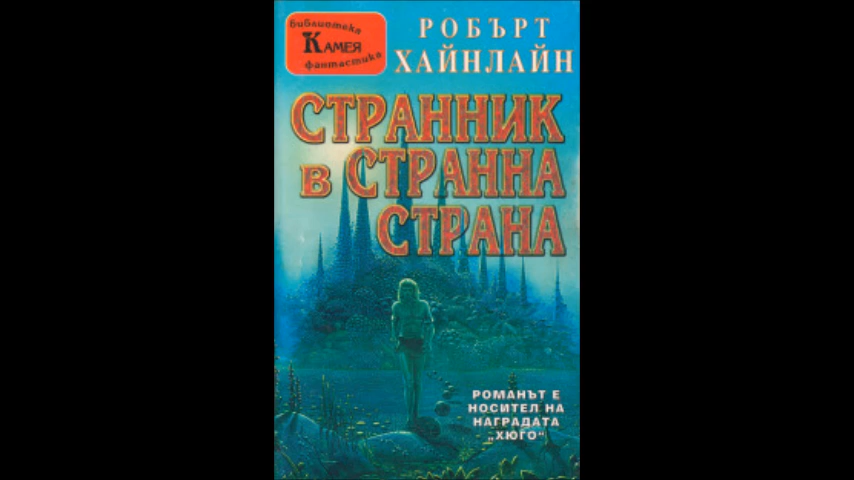 библиотека
КАМЕЯ
фантастика
РОБЪРТ
ХАЙНЛАЙН
СТРАННИК
в СТРАННА
СТРАНА
РОМАНЪТ Е
НОСИТЕЛ НА
НАГРАДАТА
„ХЮГО“